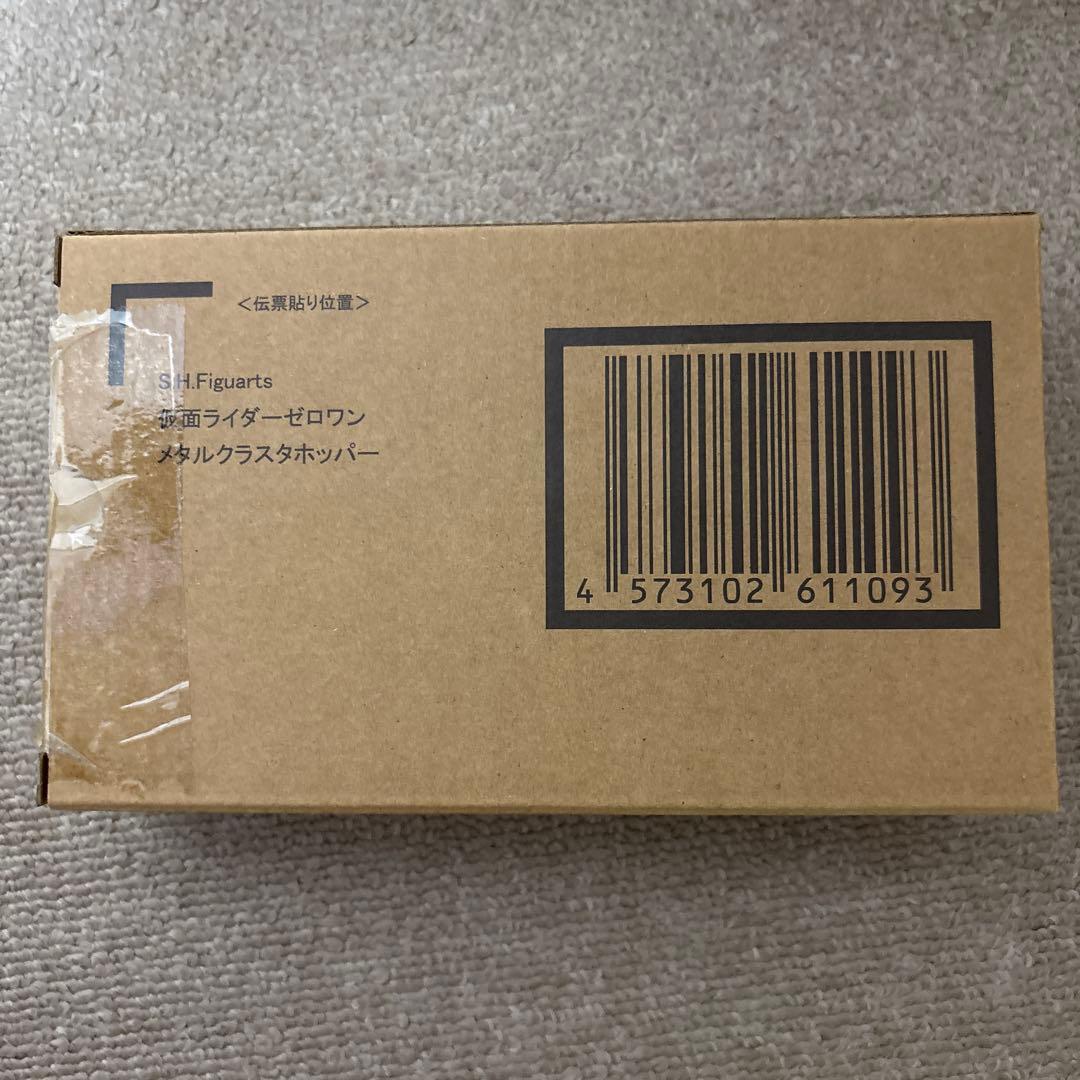 <伝票貼り位置>
S.H.Figuarts
仮面ライダーゼロワン
メタルクラスタホッパー
4 573102 611093